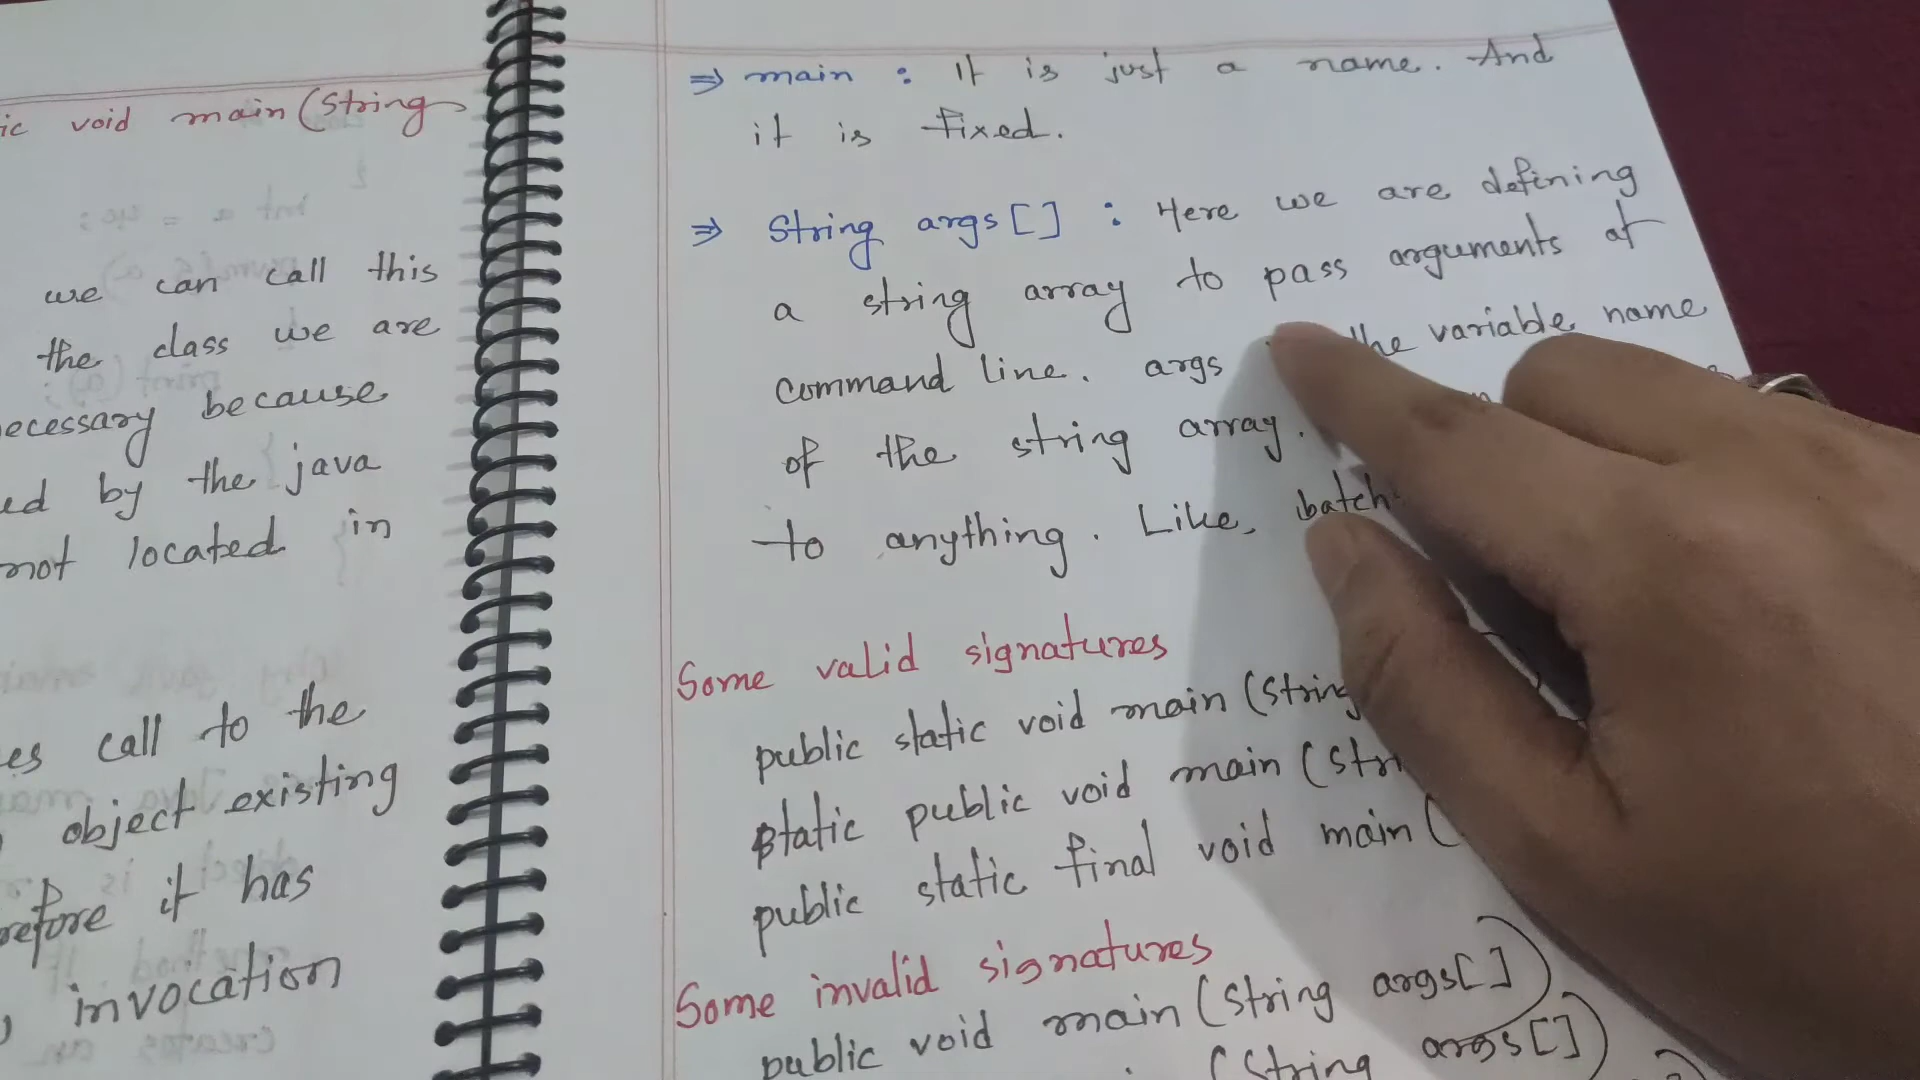 ic void main (String
we can call this
the class we are
ecessary because
ed by the java
not located in
es call to the
object existing
refore it has
invocation
⇒ main : It is just a name. And
it is fixed.
⇒ String args [] : Here we are defining
a string array to pass arguments at
command line. args the variable name
of the string array.
to anything. Like, batch
Some valid signatures
public static void main (String
static public void main (Stri
public static final void main (
Some invalid signatures
public void main (String args[])
(String args[])